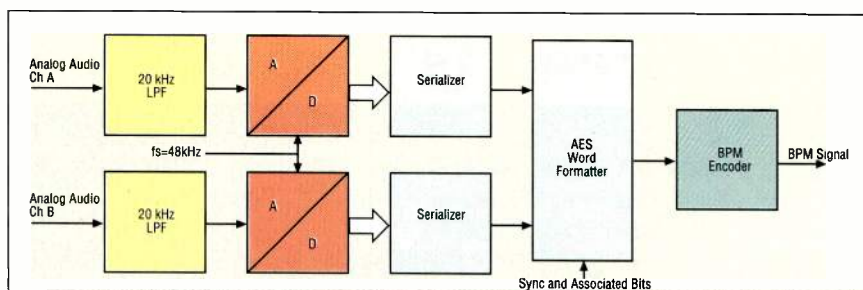 Analog Audio
Ch A
20 kHz
LPF
A
D
Serializer
fs=48kHz
AES
Word
Formatter
BPM
Encoder
BPM Signal
Analog Audio
Ch B
20 kHz
LPF
A
D
Serializer
Sync and Associated Bits